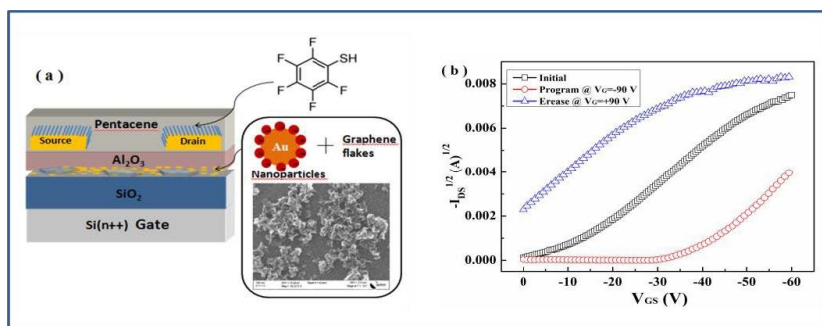 ( a )
F
SH
F
F
F
F
Pentacene
Source
Drain
Al2O3
SiO2
Si(n++) Gate
Au
+
Graphene
flakes
Nanoparticles
( b )
Initial
Program @ VG=-90 V
Erease @ VG=+90 V
0.008
0.006
0.004
0.002
0.000
-IDS^1/2 (A)^1/2
0 -10 -20 -30 -40 -50 -60
VGS (V)